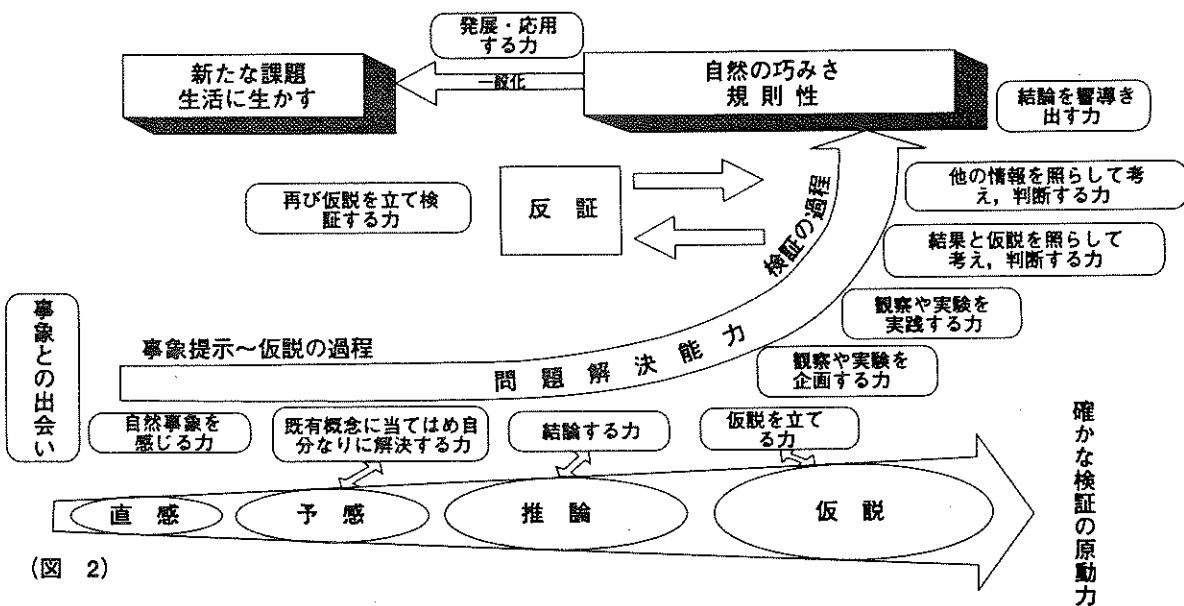 発展・応用
する力
新たな課題
生活に生かす
一般化
自然の巧みさ
規則性
結論を響導き
出す力
再び仮説を立て検
証する力
反証
検証の過程
他の情報を照らして考
え，判断する力
結果と仮説を照らして
考え，判断する力
観察や実験を
実践する力
観察や実験を
企画する力
事象との出会い
事象提示～仮説の過程
問題解決能力
自然事象を
感じる力
既有概念に当てはめ自
分なりに解決する力
結論する力
仮説を立て
る力
直感
予感
推論
仮説
確かな検証の原動力
(図 2)